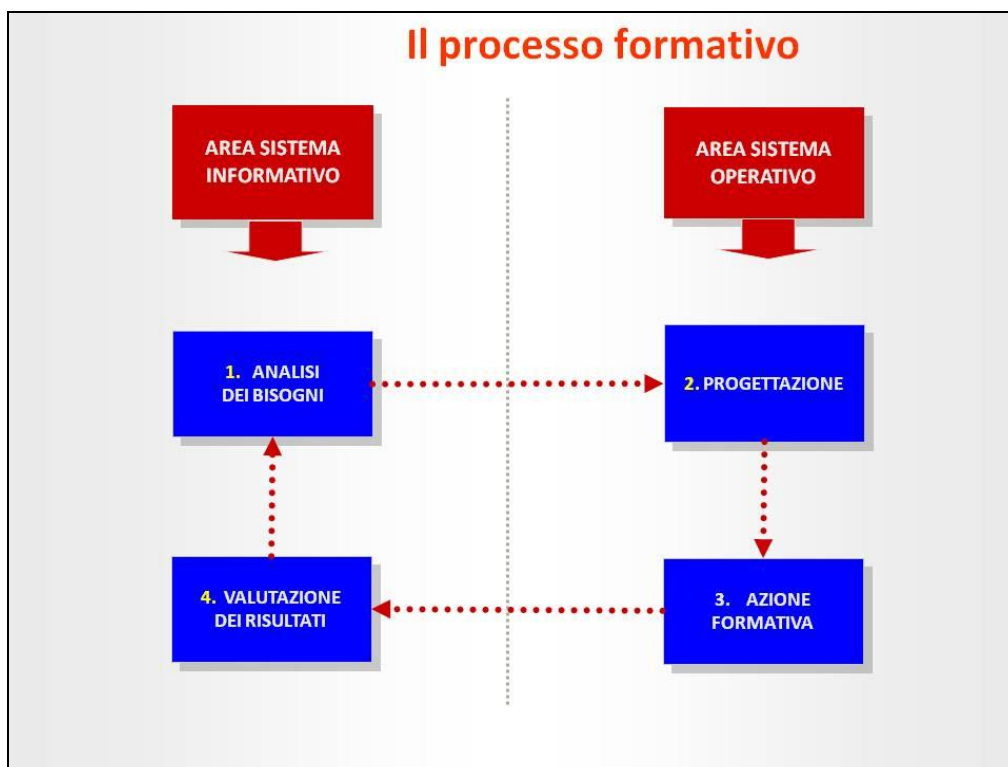 Il processo formativo
AREA SISTEMA
INFORMATIVO
AREA SISTEMA
OPERATIVO
1. ANALISI
DEI BISOGNI
2. PROGETTAZIONE
4. VALUTAZIONE
DEI RISULTATI
3. AZIONE
FORMATIVA